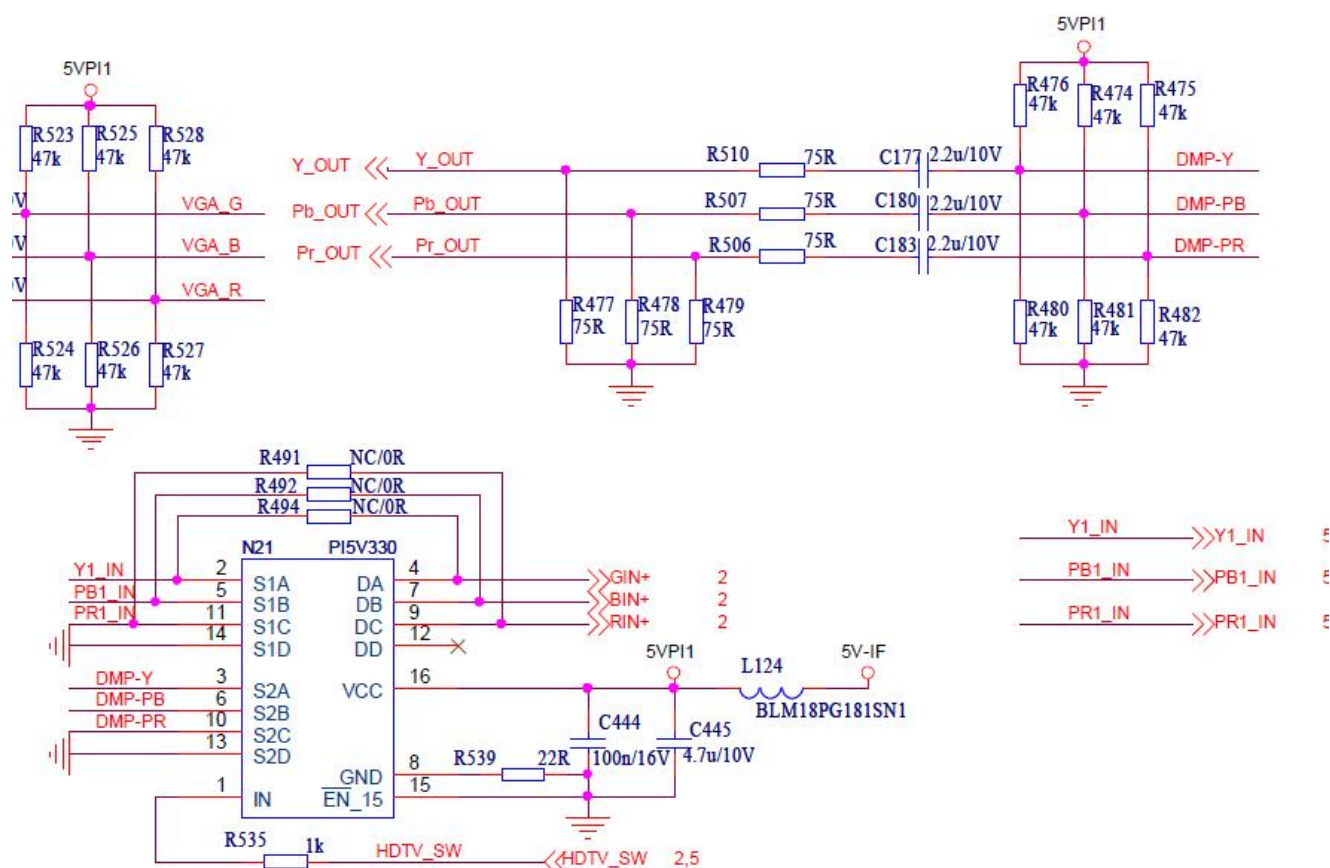 5VPI1
R523 47k
R525 47k
R528 47k
VGA_G
VGA_B
VGA_R
R524 47k
R526 47k
R527 47k
Y_OUT Y_OUT R510 75R C177 2.2u/10V DMP-Y
Pb_OUT Pb_OUT R507 75R C180 2.2u/10V DMP-PB
Pr_OUT Pr_OUT R506 75R C183 2.2u/10V DMP-PR
R477 75R
R478 75R
R479 75R
5VPI1
R476 47k
R474 47k
R475 47k
R480 47k
R481 47k
R482 47k
R491 NC/0R
R492 NC/0R
R494 NC/0R
N21 PI5V330
Y1_IN 2 S1A DA 4 GIN+ 2
PB1_IN 5 S1B DB 7 BIN+ 2
PR1_IN 11 S1C DC 9 RIN+ 2
14 S1D DD 12
DMP-Y 3 S2A VCC 16
DMP-PB 6 S2B
DMP-PR 10 S2C
13 S2D GND 8
1 IN EN_15 15
5VPI1
L124
BLM18PG181SN1
5V-IF
C444
100n/16V
C445
4.7u/10V
R539 22R
R535 1k HDTV_SW HDTV_SW 2,5
Y1_IN Y1_IN 5
PB1_IN PB1_IN 5
PR1_IN PR1_IN 5